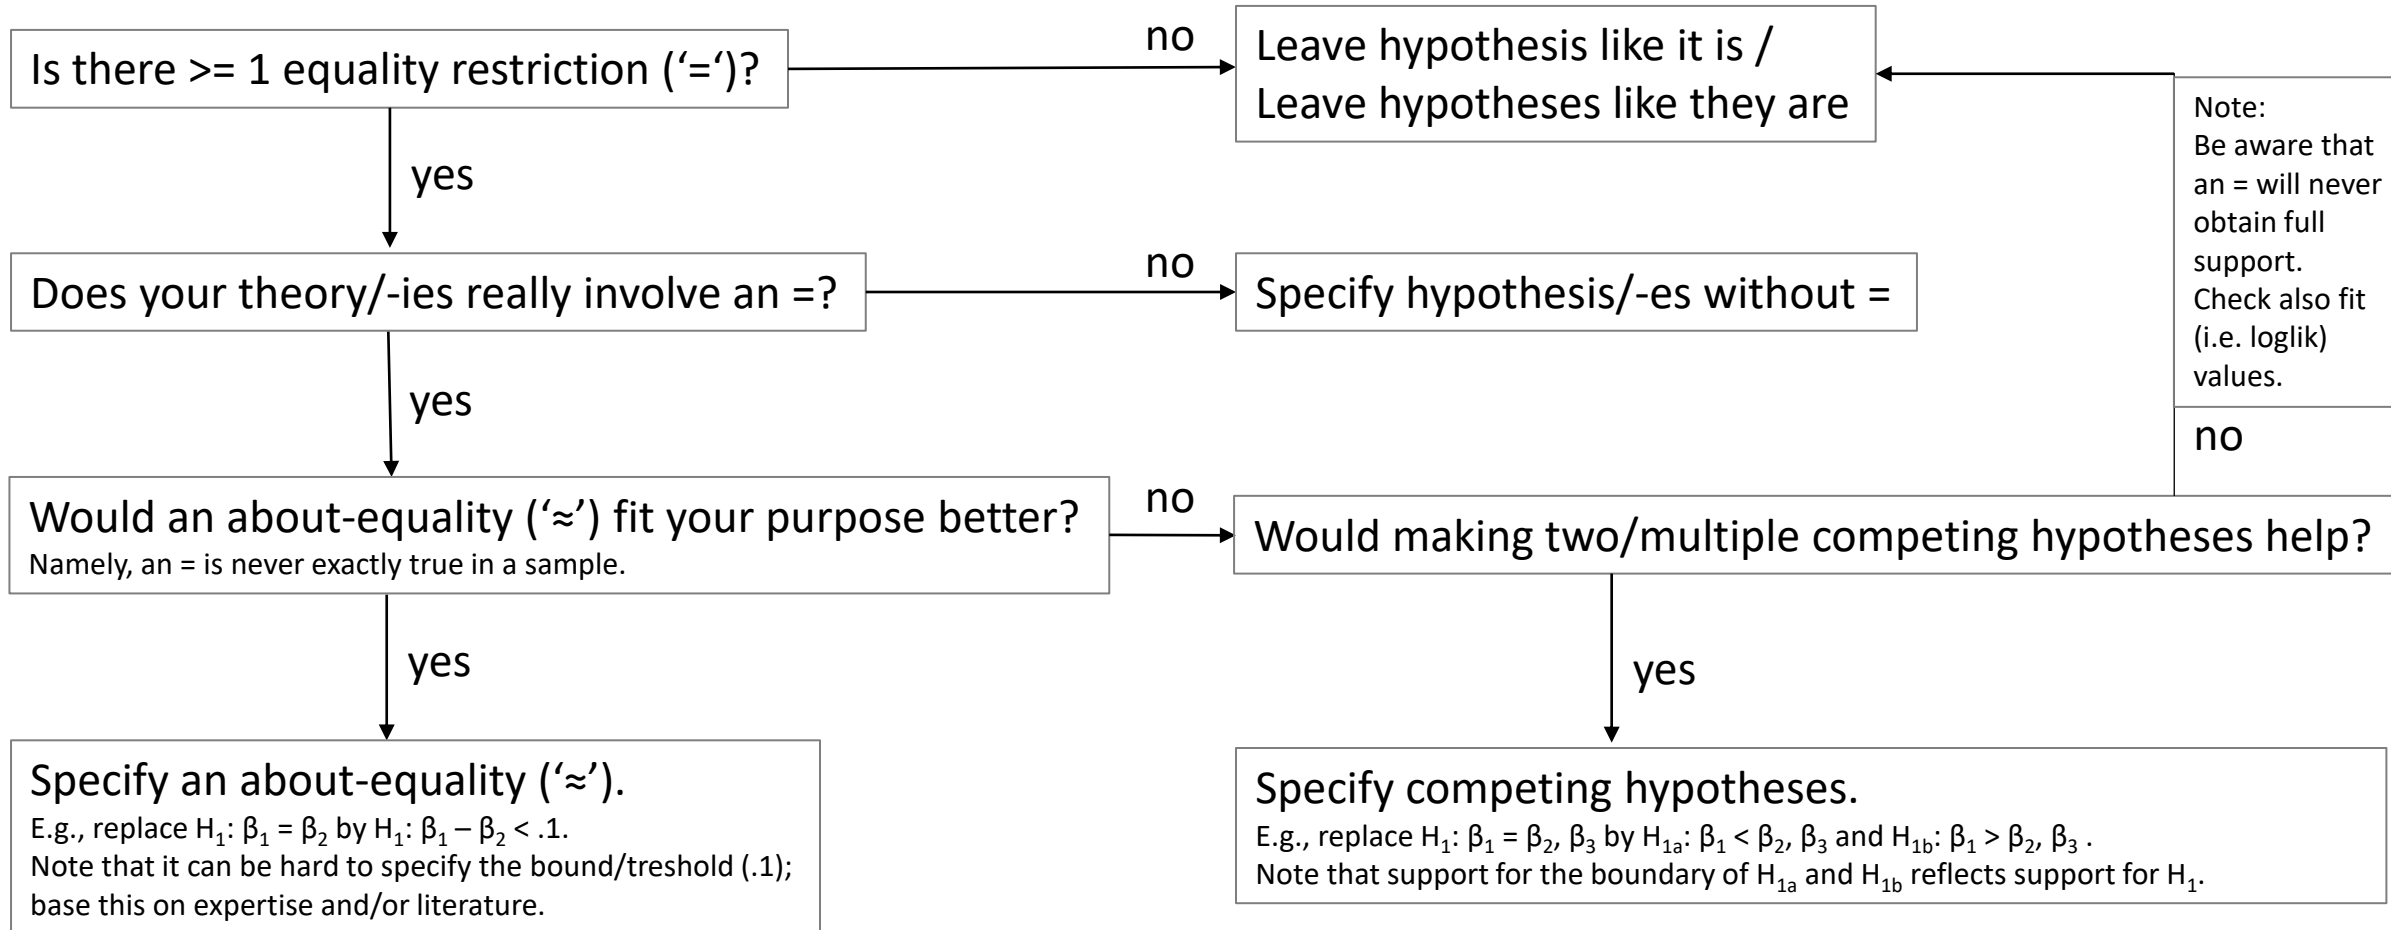 Is there >= 1 equality restriction (‘=‘)?
no
Leave hypothesis like it is /
Leave hypotheses like they are
yes
Note:
Be aware that
an = will never
obtain full
support.
Check also fit
(i.e. loglik)
values.
no
Does your theory/-ies really involve an =?
no
Specify hypothesis/-es without =
yes
Would an about-equality (‘≈’) fit your purpose better?
Namely, an = is never exactly true in a sample.
no
Would making two/multiple competing hypotheses help?
yes
yes
Specify an about-equality (‘≈’).
E.g., replace H₁: β₁ = β₂ by H₁: β₁ – β₂ < .1.
Note that it can be hard to specify the bound/treshold (.1);
base this on expertise and/or literature.
Specify competing hypotheses.
E.g., replace H₁: β₁ = β₂, β₃ by H₁ₐ: β₁ < β₂, β₃ and H1b: β₁ > β₂, β₃ .
Note that support for the boundary of H₁ₐ and H1b reflects support for H₁.